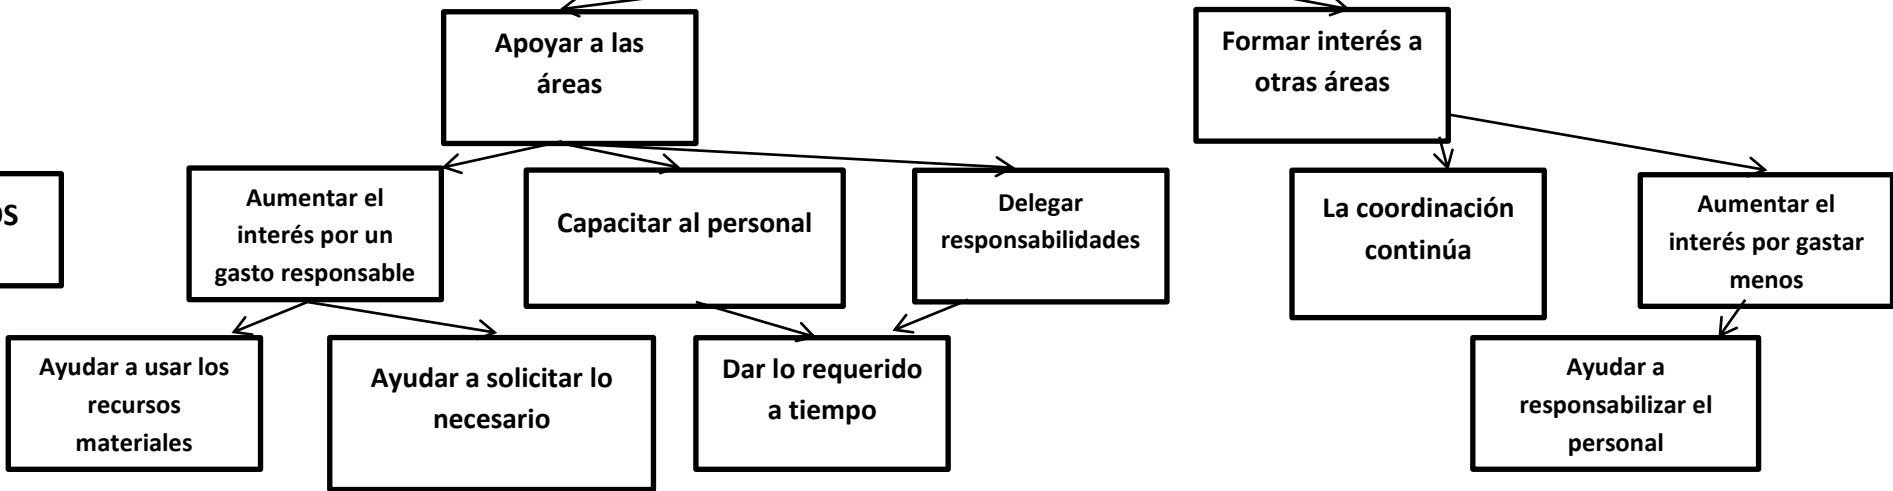 Apoyar a las
áreas
Formar interés a
otras áreas
Aumentar el
interés por un
gasto responsable
Capacitar al personal
Delegar
responsabilidades
La coordinación
continúa
Aumentar el
interés por gastar
menos
Ayudar a usar los
recursos
materiales
Ayudar a solicitar lo
necesario
Dar lo requerido
a tiempo
Ayudar a
responsabilizar el
personal